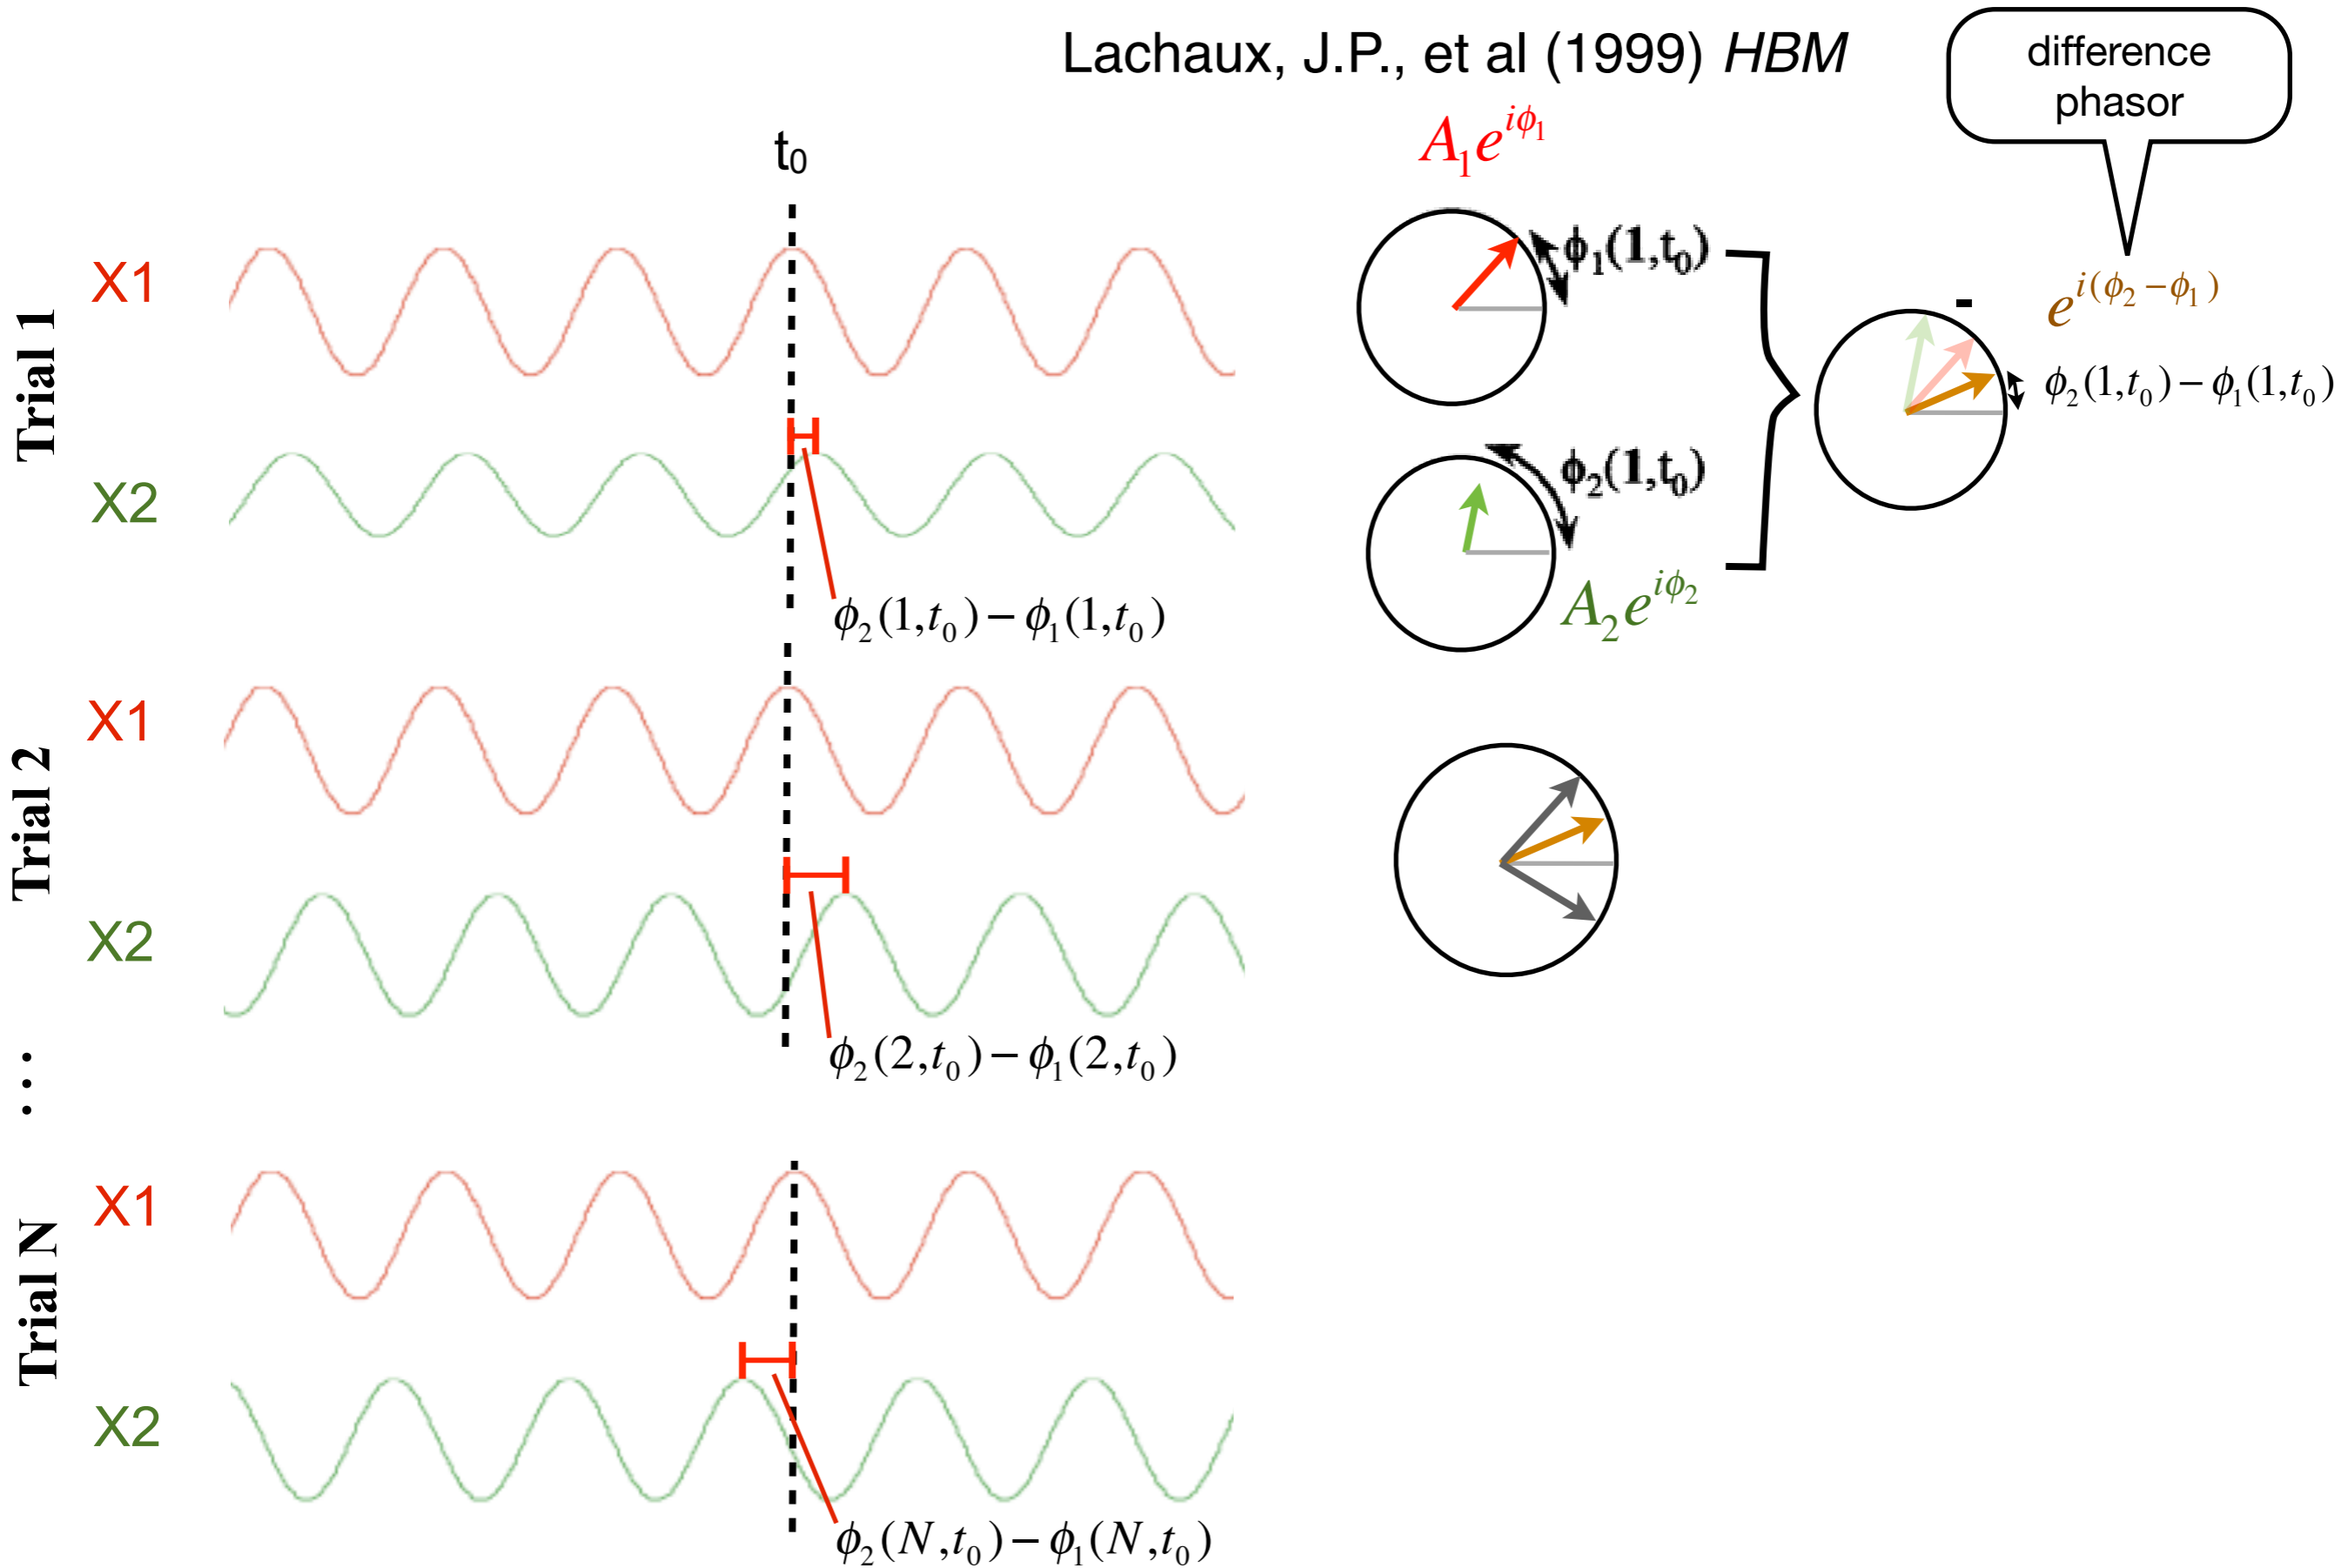 Lachaux, J.P., et al (1999) HBM
difference
phasor
t₀
A₁e^{iϕ₁}
Trial 1
X1
ϕ₁(1,t₀)
e^{i(ϕ₂−ϕ₁)}
-
ϕ₂(1,t₀)−ϕ₁(1,t₀)
X2
ϕ₂(1,t₀)
A₂e^{iϕ₂}
ϕ₂(1,t₀)−ϕ₁(1,t₀)
Trial 2
X1
X2
ϕ₂(2,t₀)−ϕ₁(2,t₀)
...
Trial N
X1
X2
ϕ₂(N,t₀)−ϕ₁(N,t₀)